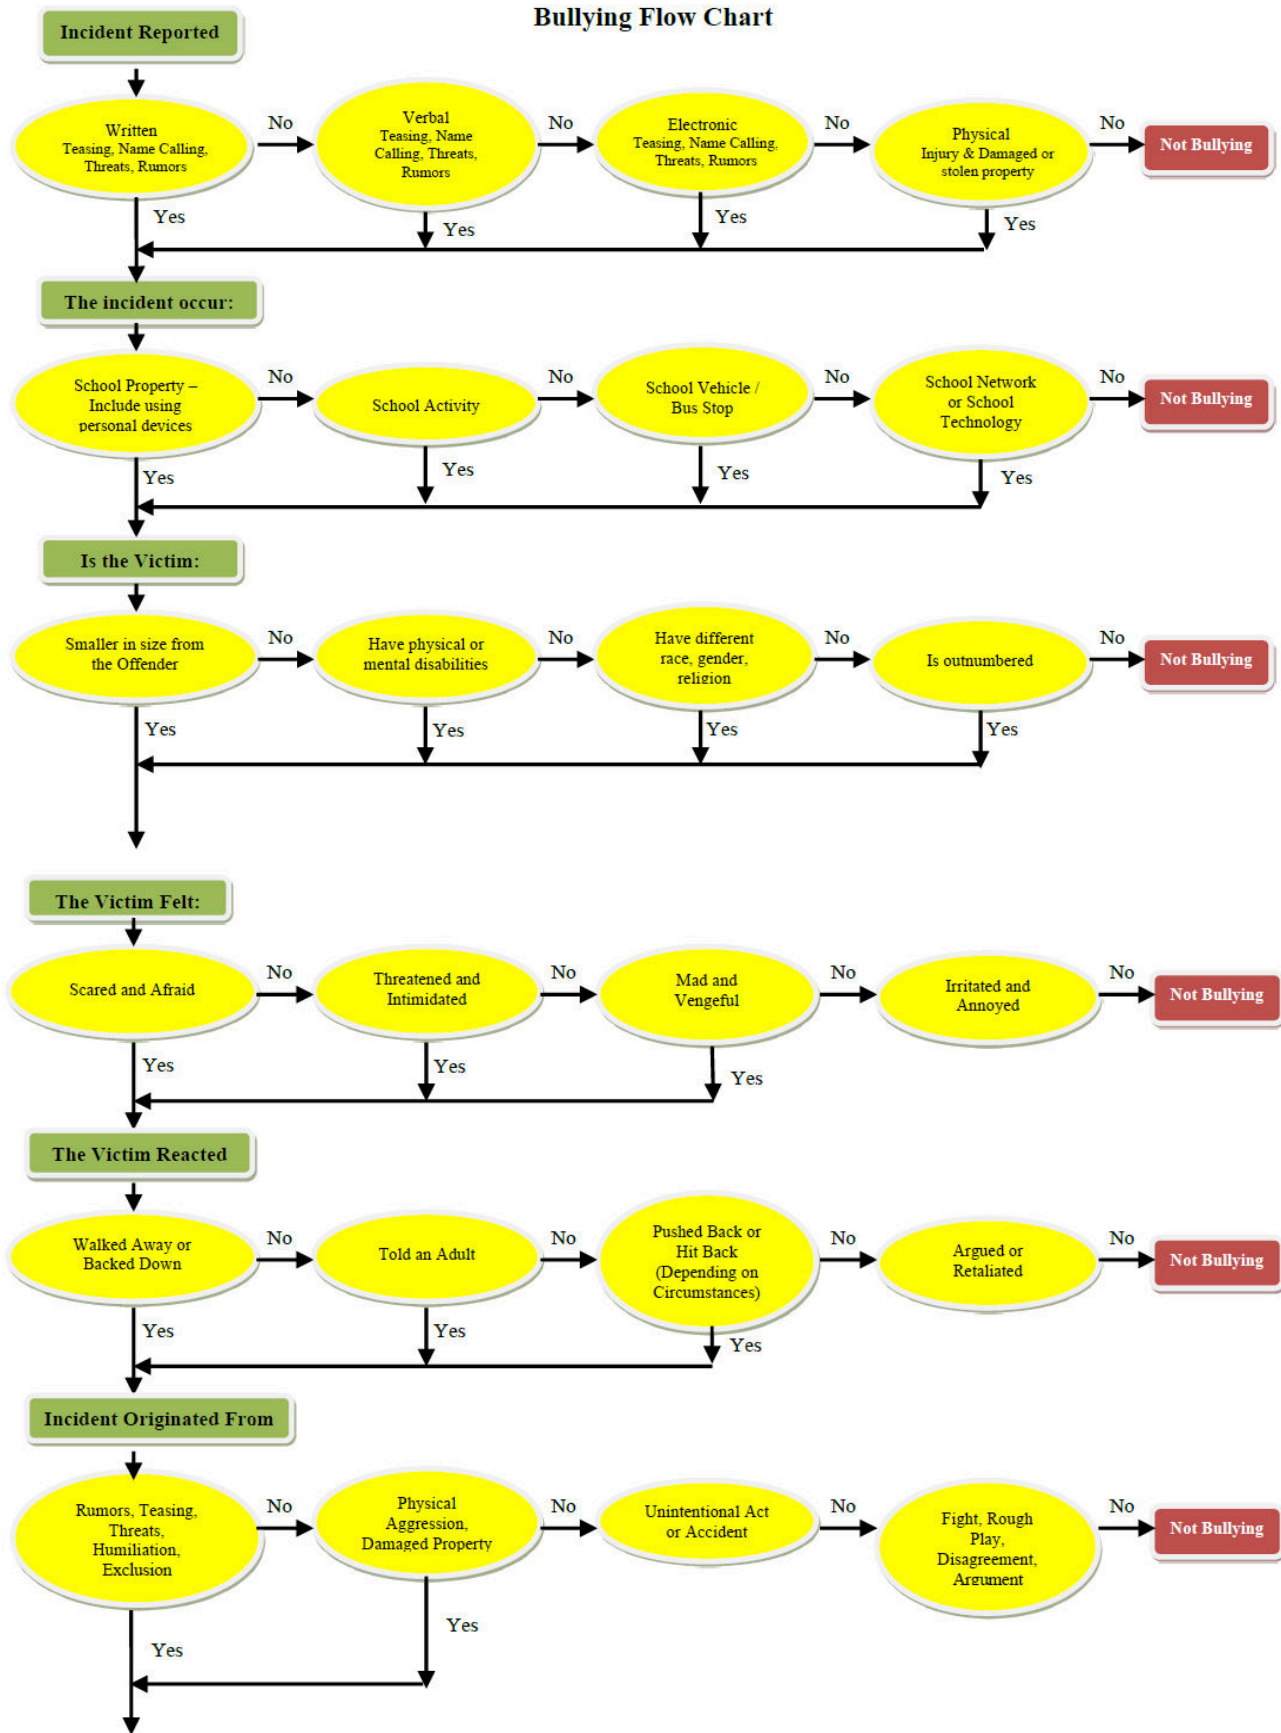 Bullying Flow Chart
Incident Reported
Written
Teasing, Name Calling,
Threats, Rumors
No
Verbal
Teasing, Name
Calling, Threats,
Rumors
No
Electronic
Teasing, Name Calling,
Threats, Rumors
No
Physical
Injury & Damaged or
stolen property
No
Not Bullying
Yes
Yes
Yes
Yes
The incident occur:
School Property –
Include using
personal devices
No
School Activity
No
School Vehicle /
Bus Stop
No
School Network
or School
Technology
No
Not Bullying
Yes
Yes
Yes
Yes
Is the Victim:
Smaller in size from
the Offender
No
Have physical or
mental disabilities
No
Have different
race, gender,
religion
No
Is outnumbered
No
Not Bullying
Yes
Yes
Yes
Yes
The Victim Felt:
Scared and Afraid
No
Threatened and
Intimidated
No
Mad and
Vengeful
No
Irritated and
Annoyed
No
Not Bullying
Yes
Yes
Yes
The Victim Reacted
Walked Away or
Backed Down
No
Told an Adult
No
Pushed Back or
Hit Back
(Depending on
Circumstances)
No
Argued or
Retaliated
No
Not Bullying
Yes
Yes
Yes
Incident Originated From
Rumors, Teasing,
Threats,
Humiliation,
Exclusion
No
Physical
Aggression,
Damaged Property
No
Unintentional Act
or Accident
No
Fight, Rough
Play,
Disagreement,
Argument
No
Not Bullying
Yes
Yes